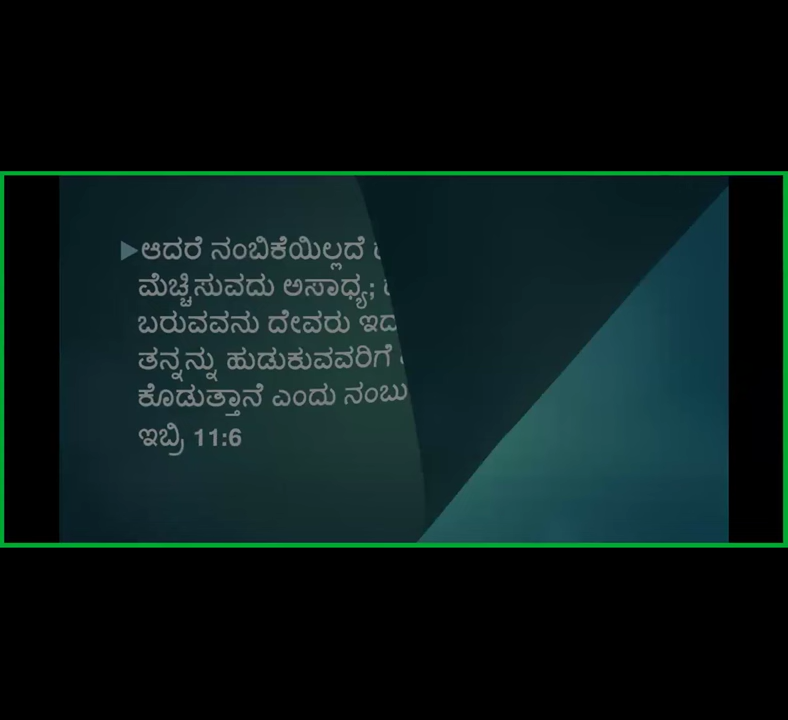 ಆದರೆ ನಂಬಿಕೆಯಿಲ್ಲದೆ
ಮೆಚ್ಚಿಸುವದು ಅಸಾಧ್ಯ;
ಬರುವವನು ದೇವರು
ತನ್ನನ್ನು ಹುಡುಕುವವರಿಗೆ
ಕೊಡುತ್ತಾನೆ ಎಂದು
ಇಬ್ರಿ 11:6